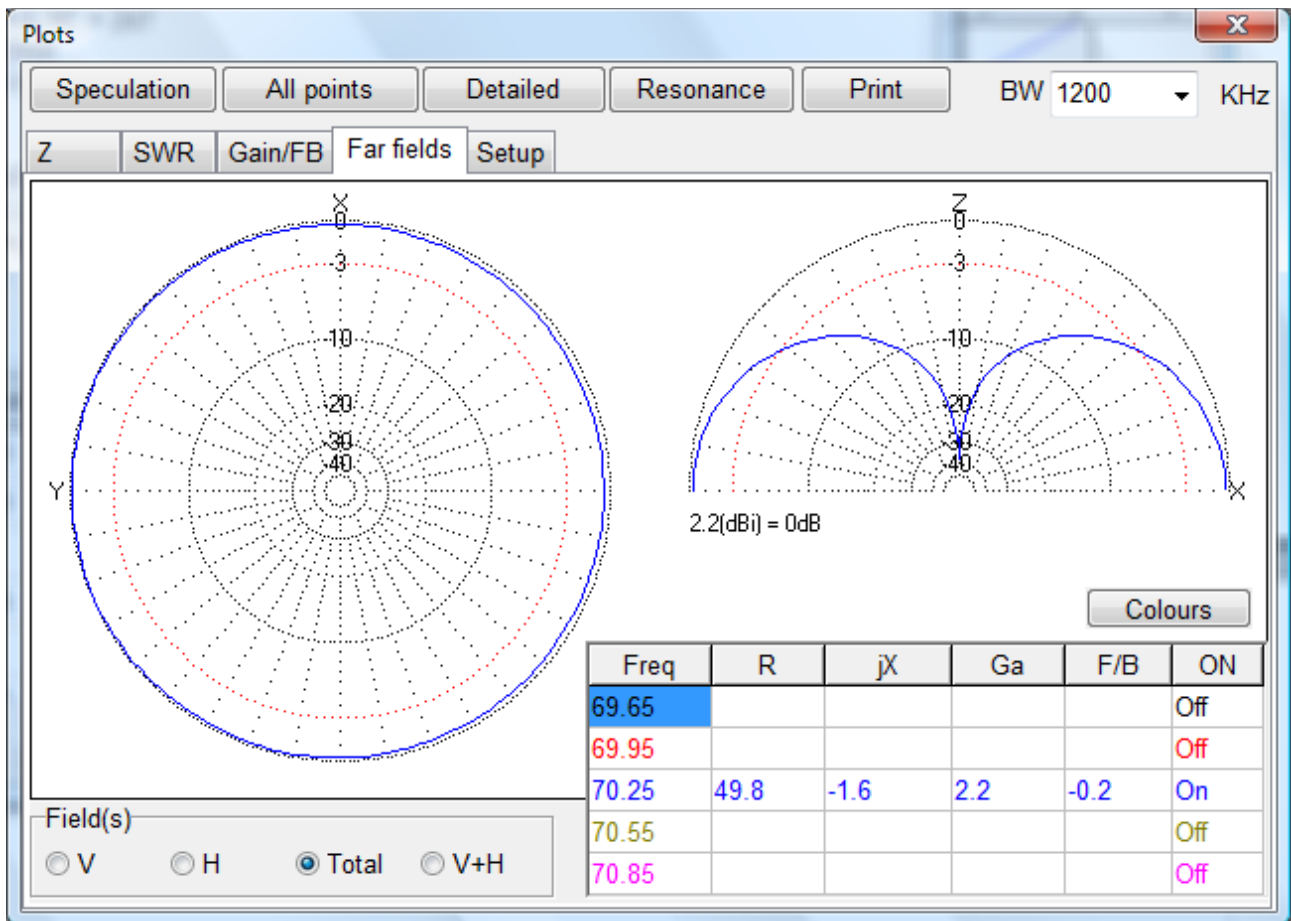 Plots
Speculation All points Detailed Resonance Print BW 1200 KHz
Z SWR Gain/FB Far fields Setup
X
0
-3
-10
-20
-30
-40
Y
Z
0
-3
-10
-20
-30
-40
X
2.2(dBi) = 0dB
Colours
Freq R jX Ga F/B ON
69.65 Off
69.95 Off
70.25 49.8 -1.6 2.2 -0.2 On
70.55 Off
70.85 Off
Field(s)
V H Total V+H